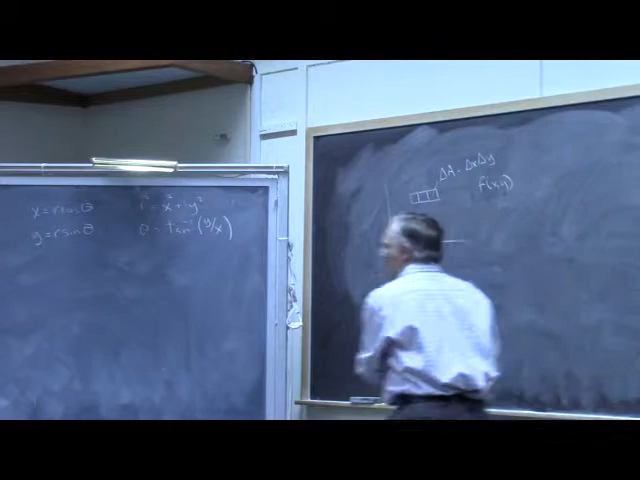 x = r cos θ
y = r sin θ
r² = x² + y²
θ = tan⁻¹ (y/x)
ΔA = ΔxΔy
f(x,y)